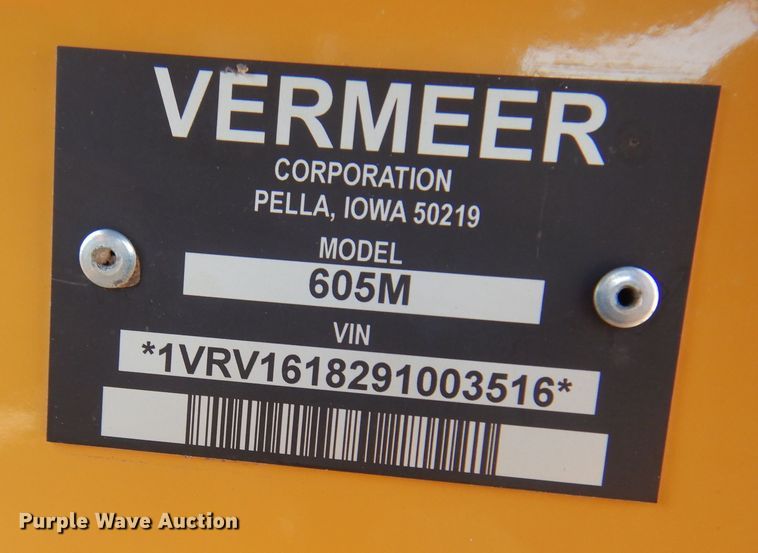 VERMEER
CORPORATION
PELLA, IOWA 50219
MODEL
605M
VIN
*1VRV1618291003516*
Purple Wave Auction